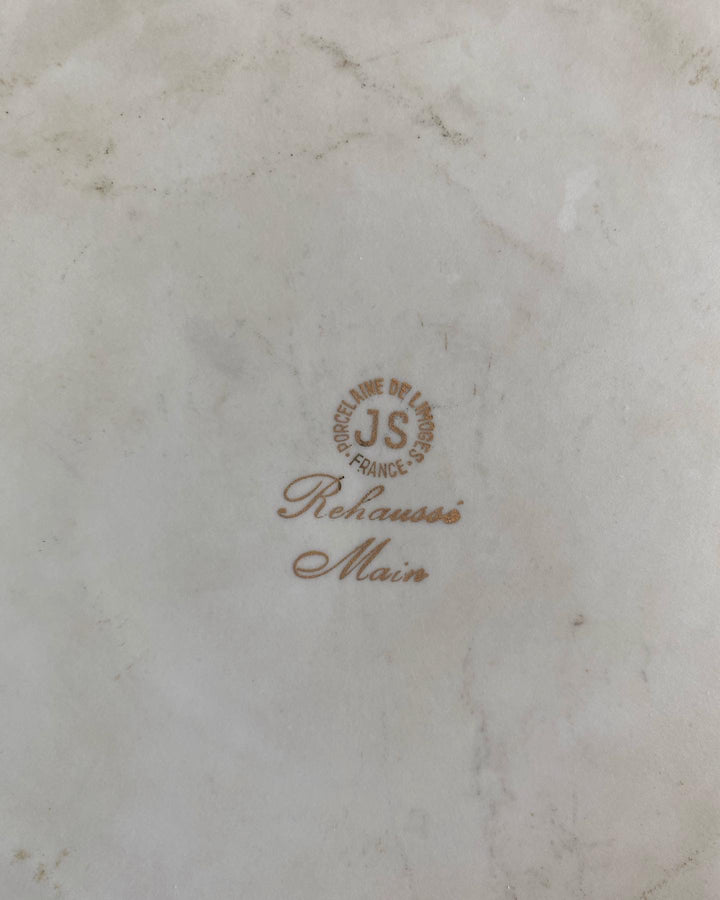 PORCELAINE DE LIMOGES
JS
· FRANCE ·
Rehaussé
Main